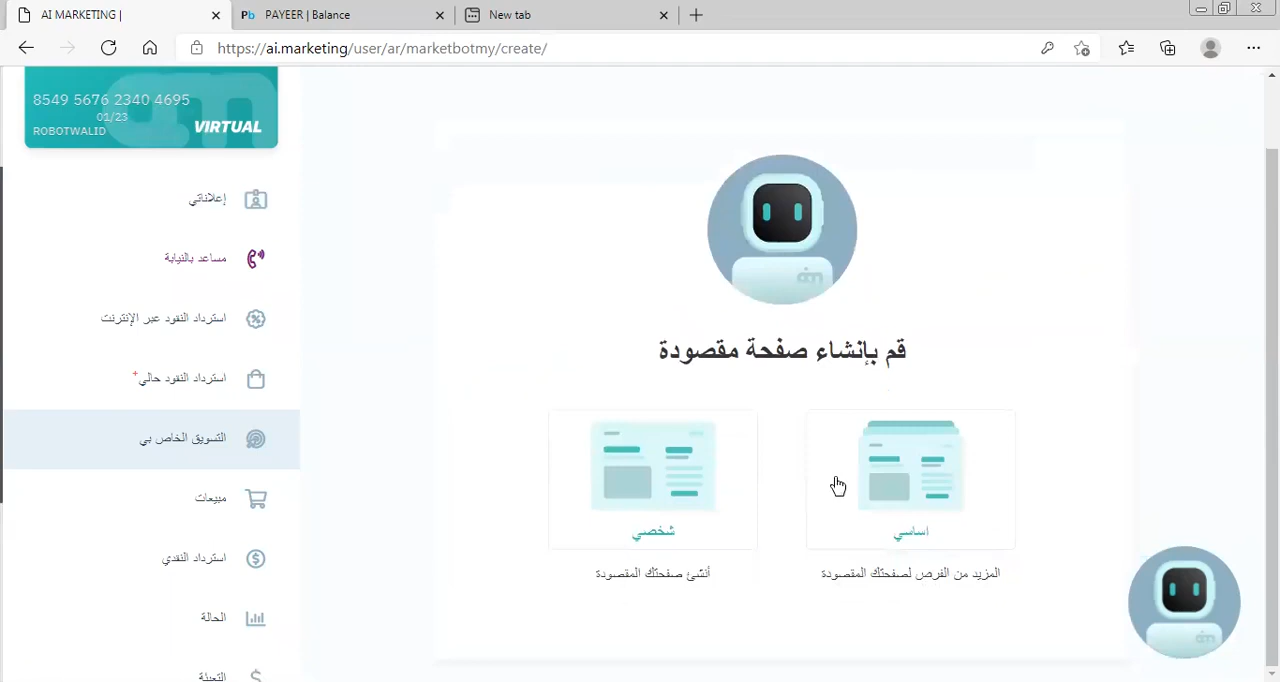 AI MARKETING |
PAYEER | Balance
New tab
https://ai.marketing/user/ar/marketbotmy/create/
8549 5676 2340 4695
01/23
ROBOTWALID
VIRTUAL
إعلاناتي
مساعد بالنيابة
استرداد النقود عبر الإنترنت
استرداد النقود حالي*
التسويق الخاص بي
مبيعات
استرداد النقدي
الحالة
التعبئة
قم بإنشاء صفحة مقصودة
اساسي
المزيد من الفرص لصفحتك المقصودة
شخصي
أنشئ صفحتك المقصودة